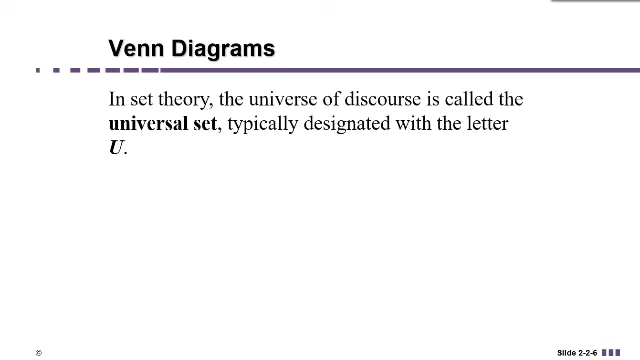 Venn Diagrams
In set theory, the universe of discourse is called the
universal set, typically designated with the letter
U.
©
Slide 2-2-6